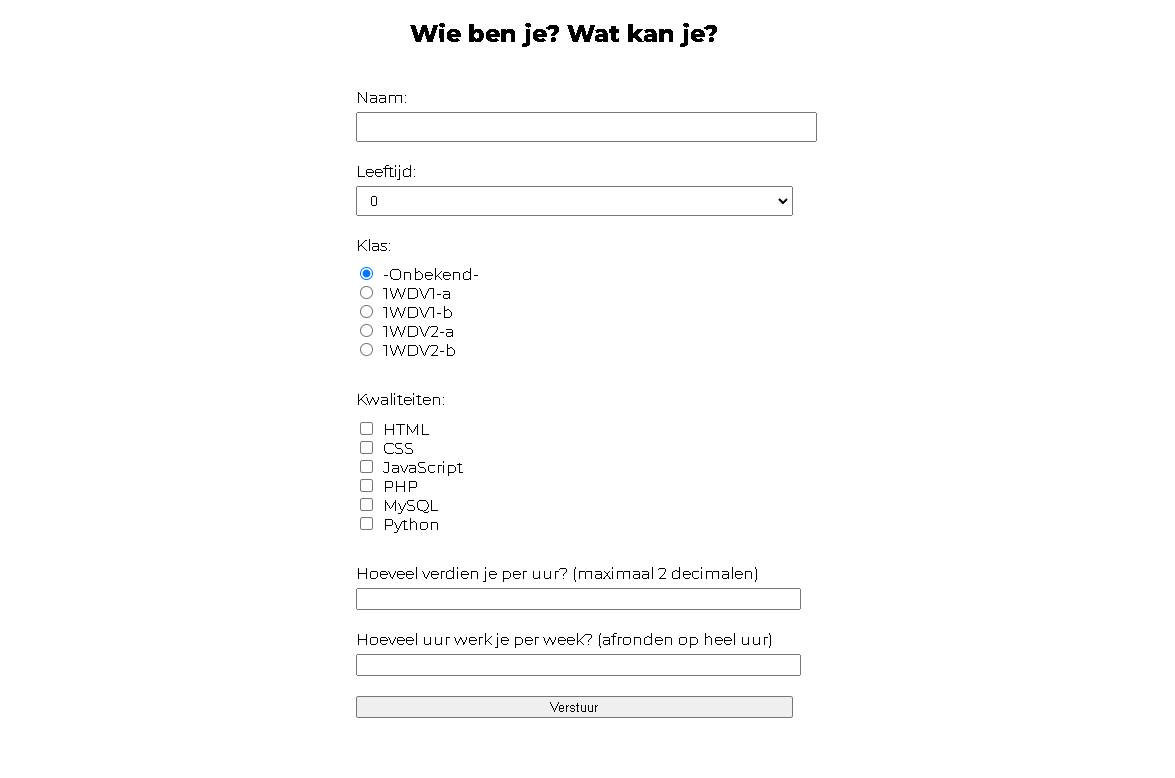 Wie ben je? Wat kan je?
Naam:
Leeftijd:
0
Klas:
-Onbekend-
1WDV1-a
1WDV1-b
1WDV2-a
1WDV2-b
Kwaliteiten:
HTML
CSS
JavaScript
PHP
MySQL
Python
Hoeveel verdien je per uur? (maximaal 2 decimalen)
Hoeveel uur werk je per week? (afronden op heel uur)
Verstuur